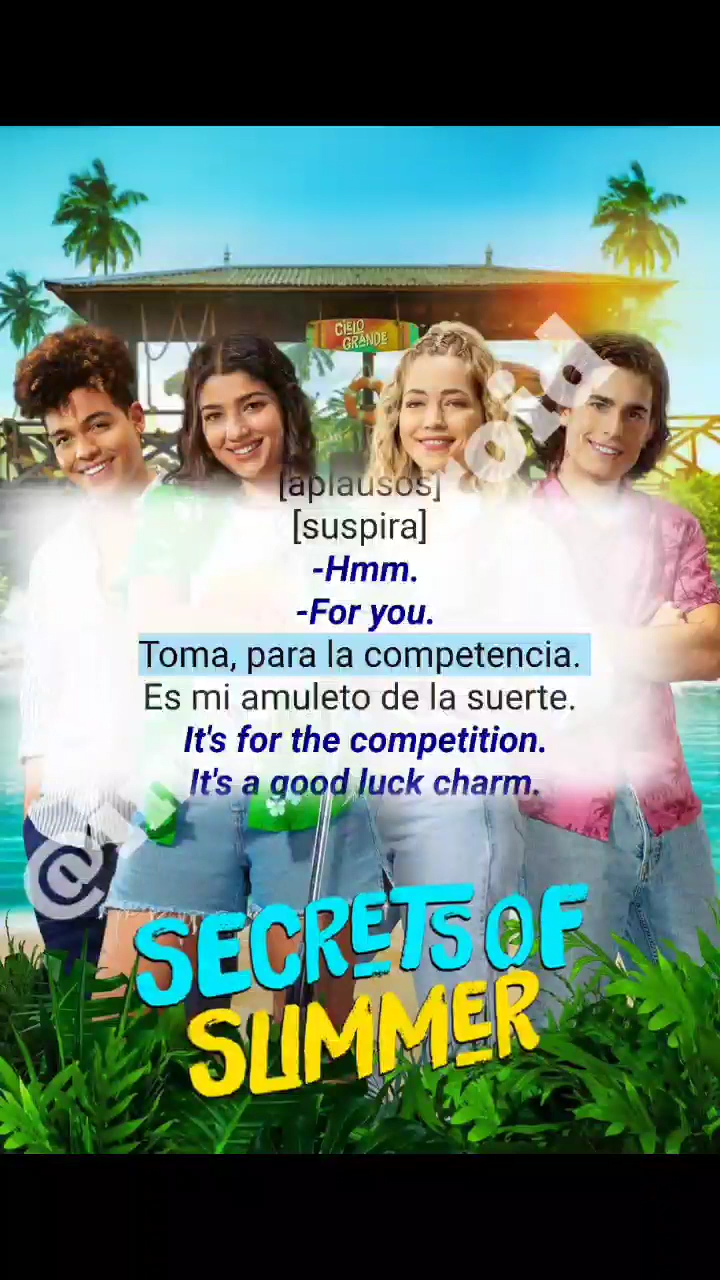 CIELO
GRANDE
[aplausos]
[suspira]
-Hmm.
-For you.
Toma, para la competencia.
Es mi amuleto de la suerte.
It's for the competition.
It's a good luck charm.
SECRETS OF
SUMMER